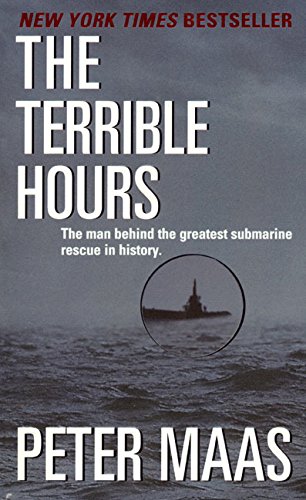 NEW YORK TIMES BESTSELLER
THE
TERRIBLE
HOURS
The man behind the greatest submarine
rescue in history.
PETER MAAS